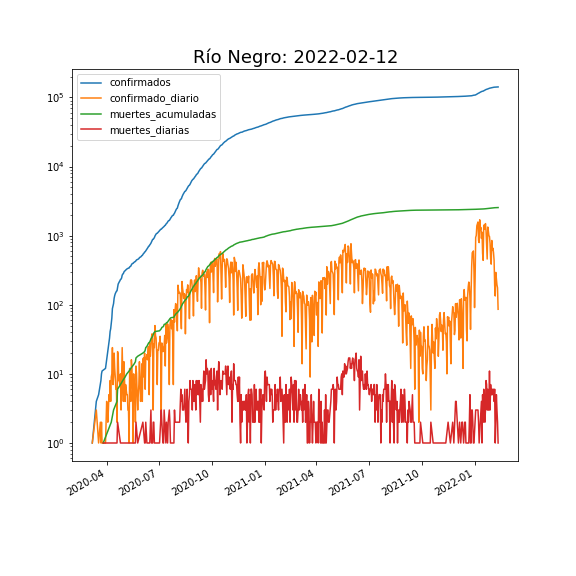 Río Negro: 2022-02-12
confirmados
confirmado_diario
muertes_acumuladas
muertes_diarias
10^5
10^4
10^3
10^2
10^1
10^0
2020-04 2020-07 2020-10 2021-01 2021-04 2021-07 2021-10 2022-01